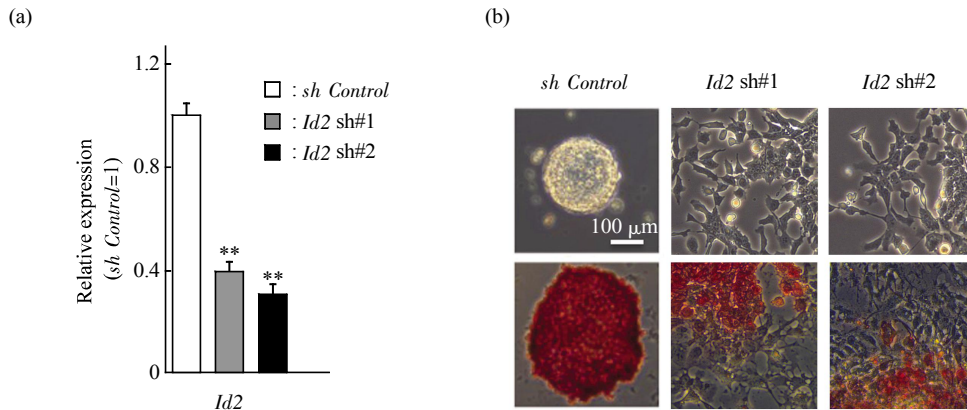 (a)
1.2
0.8
0.4
0
Relative expression
(sh Control=1)
: sh Control
: Id2 sh#1
: Id2 sh#2
**
**
Id2
(b)
sh Control
Id2 sh#1
Id2 sh#2
100 μm